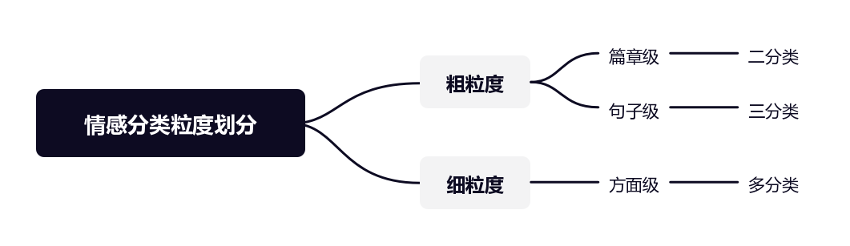 情感分类粒度划分
粗粒度
篇章级
二分类
句子级
三分类
细粒度
方面级
多分类